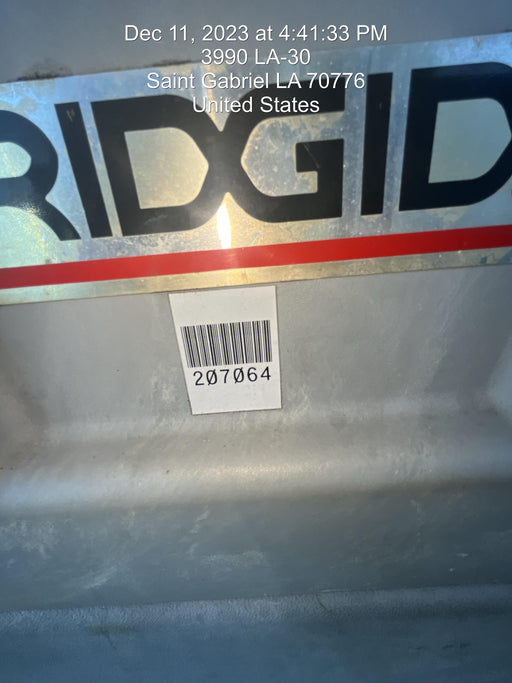 Dec 11, 2023 at 4:41:33 PM
3990 LA-30
Saint Gabriel LA 70776
United States
RIDGID
207064